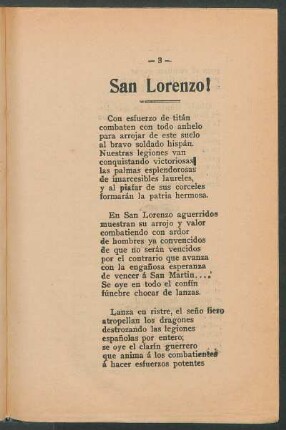 — 3 —
San Lorenzo!
Con esfuerzo de titán
combaten con todo anhelo
para arrojar de este suelo
al bravo soldado hispán.
Nuestras legiones van
conquistando victoriosas
las palmas esplendorosas
de imarcesibles laureles,
y al piafar de sus corceles
formarán la patria hermosa.
En San Lorenzo aguerridos
muestran su arrojo y valor
combatiendo con ardor
de hombres ya convencidos
de que no serán vencidos
por el contrario que avanza
con la engañosa esperanza
de vencer á San Martín....
Se oye en todo el confín
fúnebre chocar de lanzas.
Lanza en ristre, el seño fiero
atropellan los dragones
destrozando las legiones
españolas por entero;
se oye el clarín guerrero
que anima á los combatientes
á hacer esfuerzos potentes